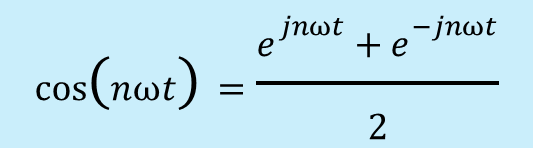 cos(nωt) = (e^{jnωt} + e^{-jnωt}) / 2